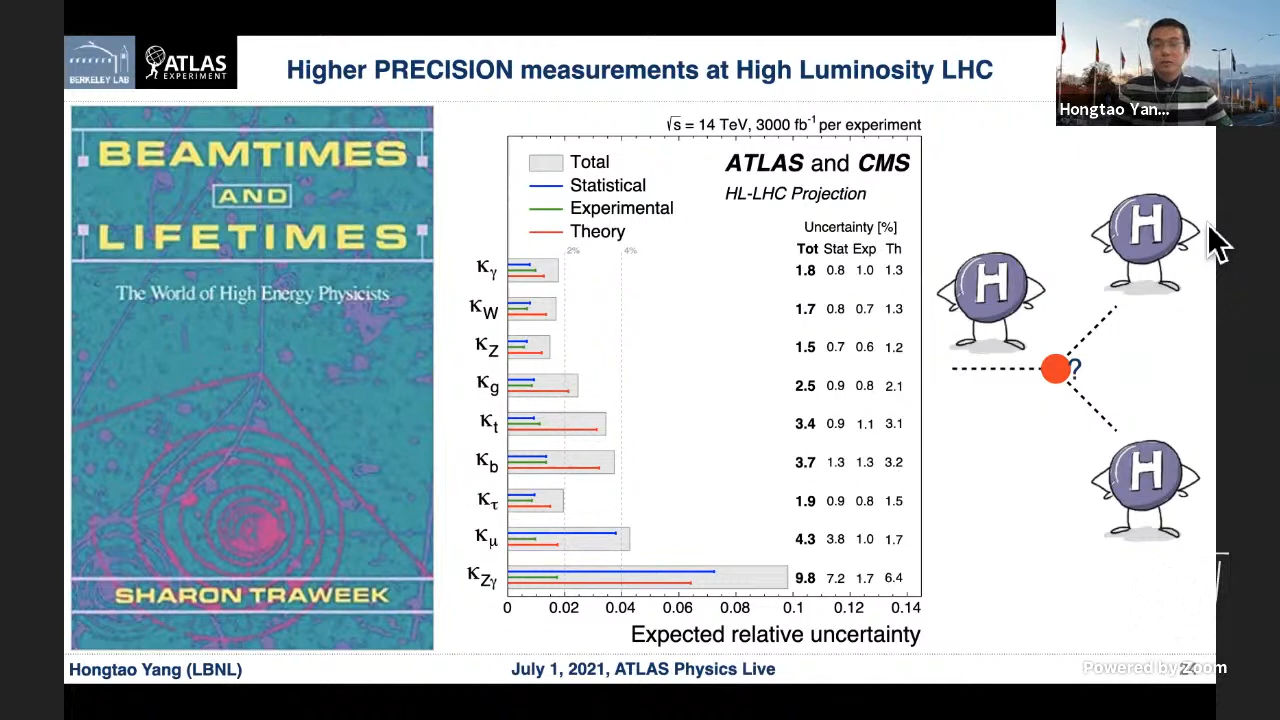 BERKELEY LAB
ATLAS
EXPERIMENT
Higher PRECISION measurements at High Luminosity LHC
Hongtao Yan...
BEAMTIMES
AND
LIFETIMES
The World of High Energy Physicists
SHARON TRAWEEK
√s = 14 TeV, 3000 fb⁻¹ per experiment
Total
Statistical
Experimental
Theory
ATLAS and CMS
HL-LHC Projection
Uncertainty [%]
Tot Stat Exp Th
2% 4%
κγ 1.8 0.8 1.0 1.3
κW 1.7 0.8 0.7 1.3
κZ 1.5 0.7 0.6 1.2
κg 2.5 0.9 0.8 2.1
κt 3.4 0.9 1.1 3.1
κb 3.7 1.3 1.3 3.2
κτ 1.9 0.9 0.8 1.5
κμ 4.3 3.8 1.0 1.7
κZγ 9.8 7.2 1.7 6.4
0 0.02 0.04 0.06 0.08 0.1 0.12 0.14
Expected relative uncertainty
H
H
?
H
Hongtao Yang (LBNL)
July 1, 2021, ATLAS Physics Live
24
Powered by Zoom